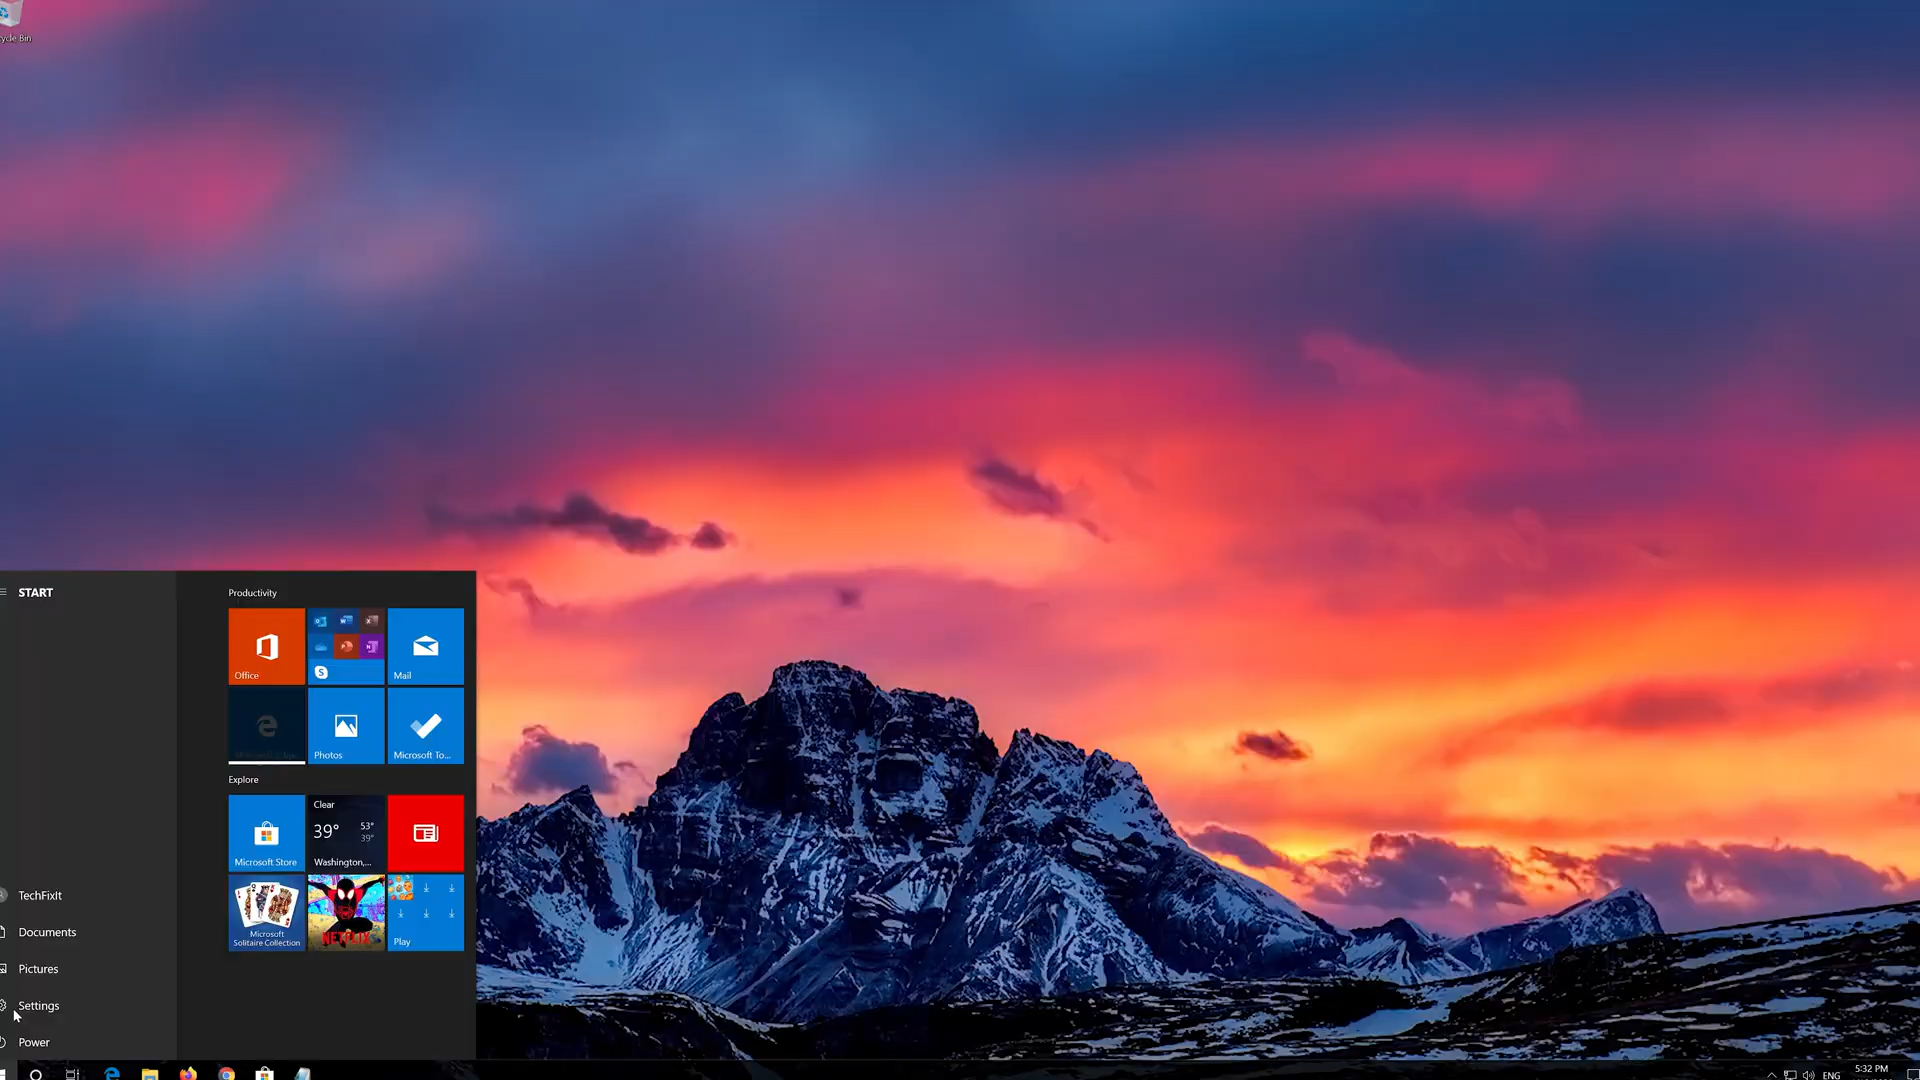 START
TechFixIt
Documents
Pictures
Settings
Power
Productivity
Office
Mail
Photos
Microsoft To...
Explore
Microsoft Store
Clear
39°
53°
39°
Washington,...
Microsoft
Solitaire Collection
NETFLIX
Play
ENG
5:32 PM